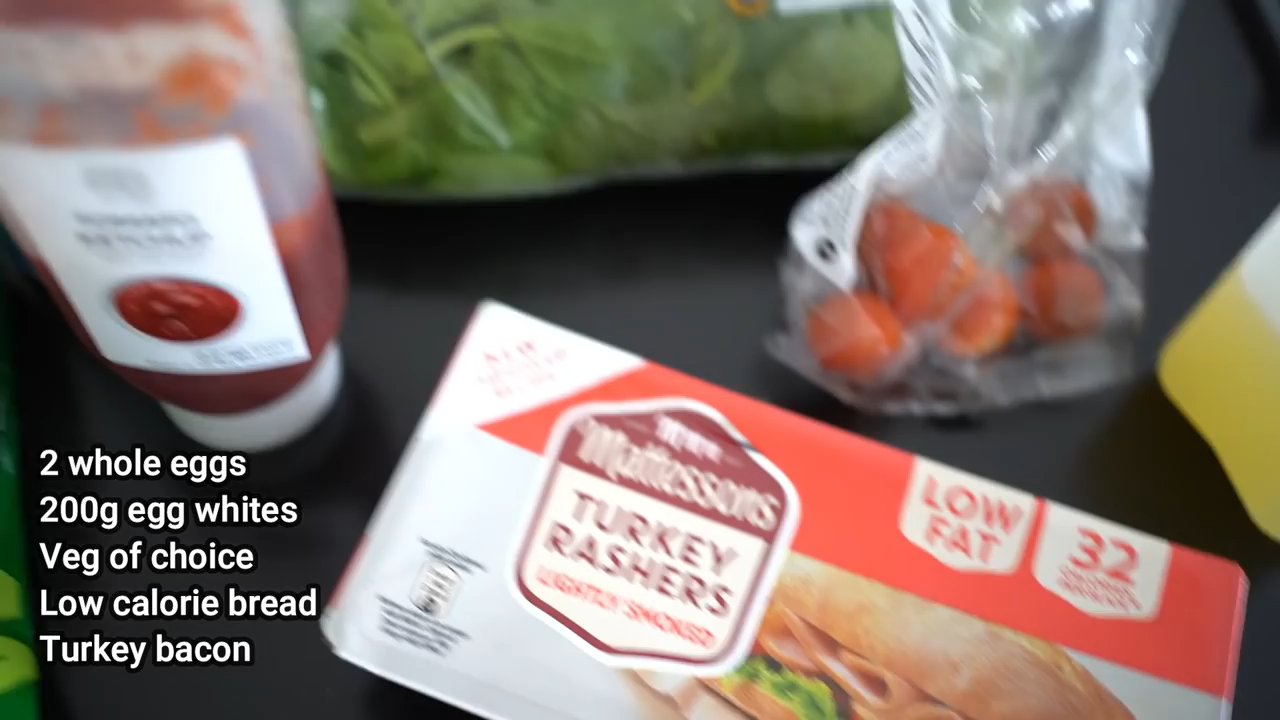 KETCHUP
Mattessons
TURKEY
RASHERS
LIGHTLY SMOKED
LOW
FAT
32
2 whole eggs
200g egg whites
Veg of choice
Low calorie bread
Turkey bacon